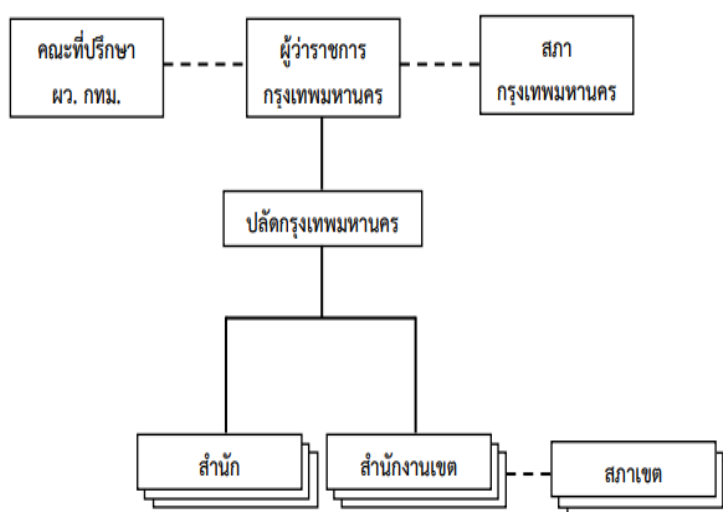 คณะที่ปรึกษา
ผว. กทม.
ผู้ว่าราชการ
กรุงเทพมหานคร
สภา
กรุงเทพมหานคร
ปลัดกรุงเทพมหานคร
สำนัก
สำนักงานเขต
สภาเขต